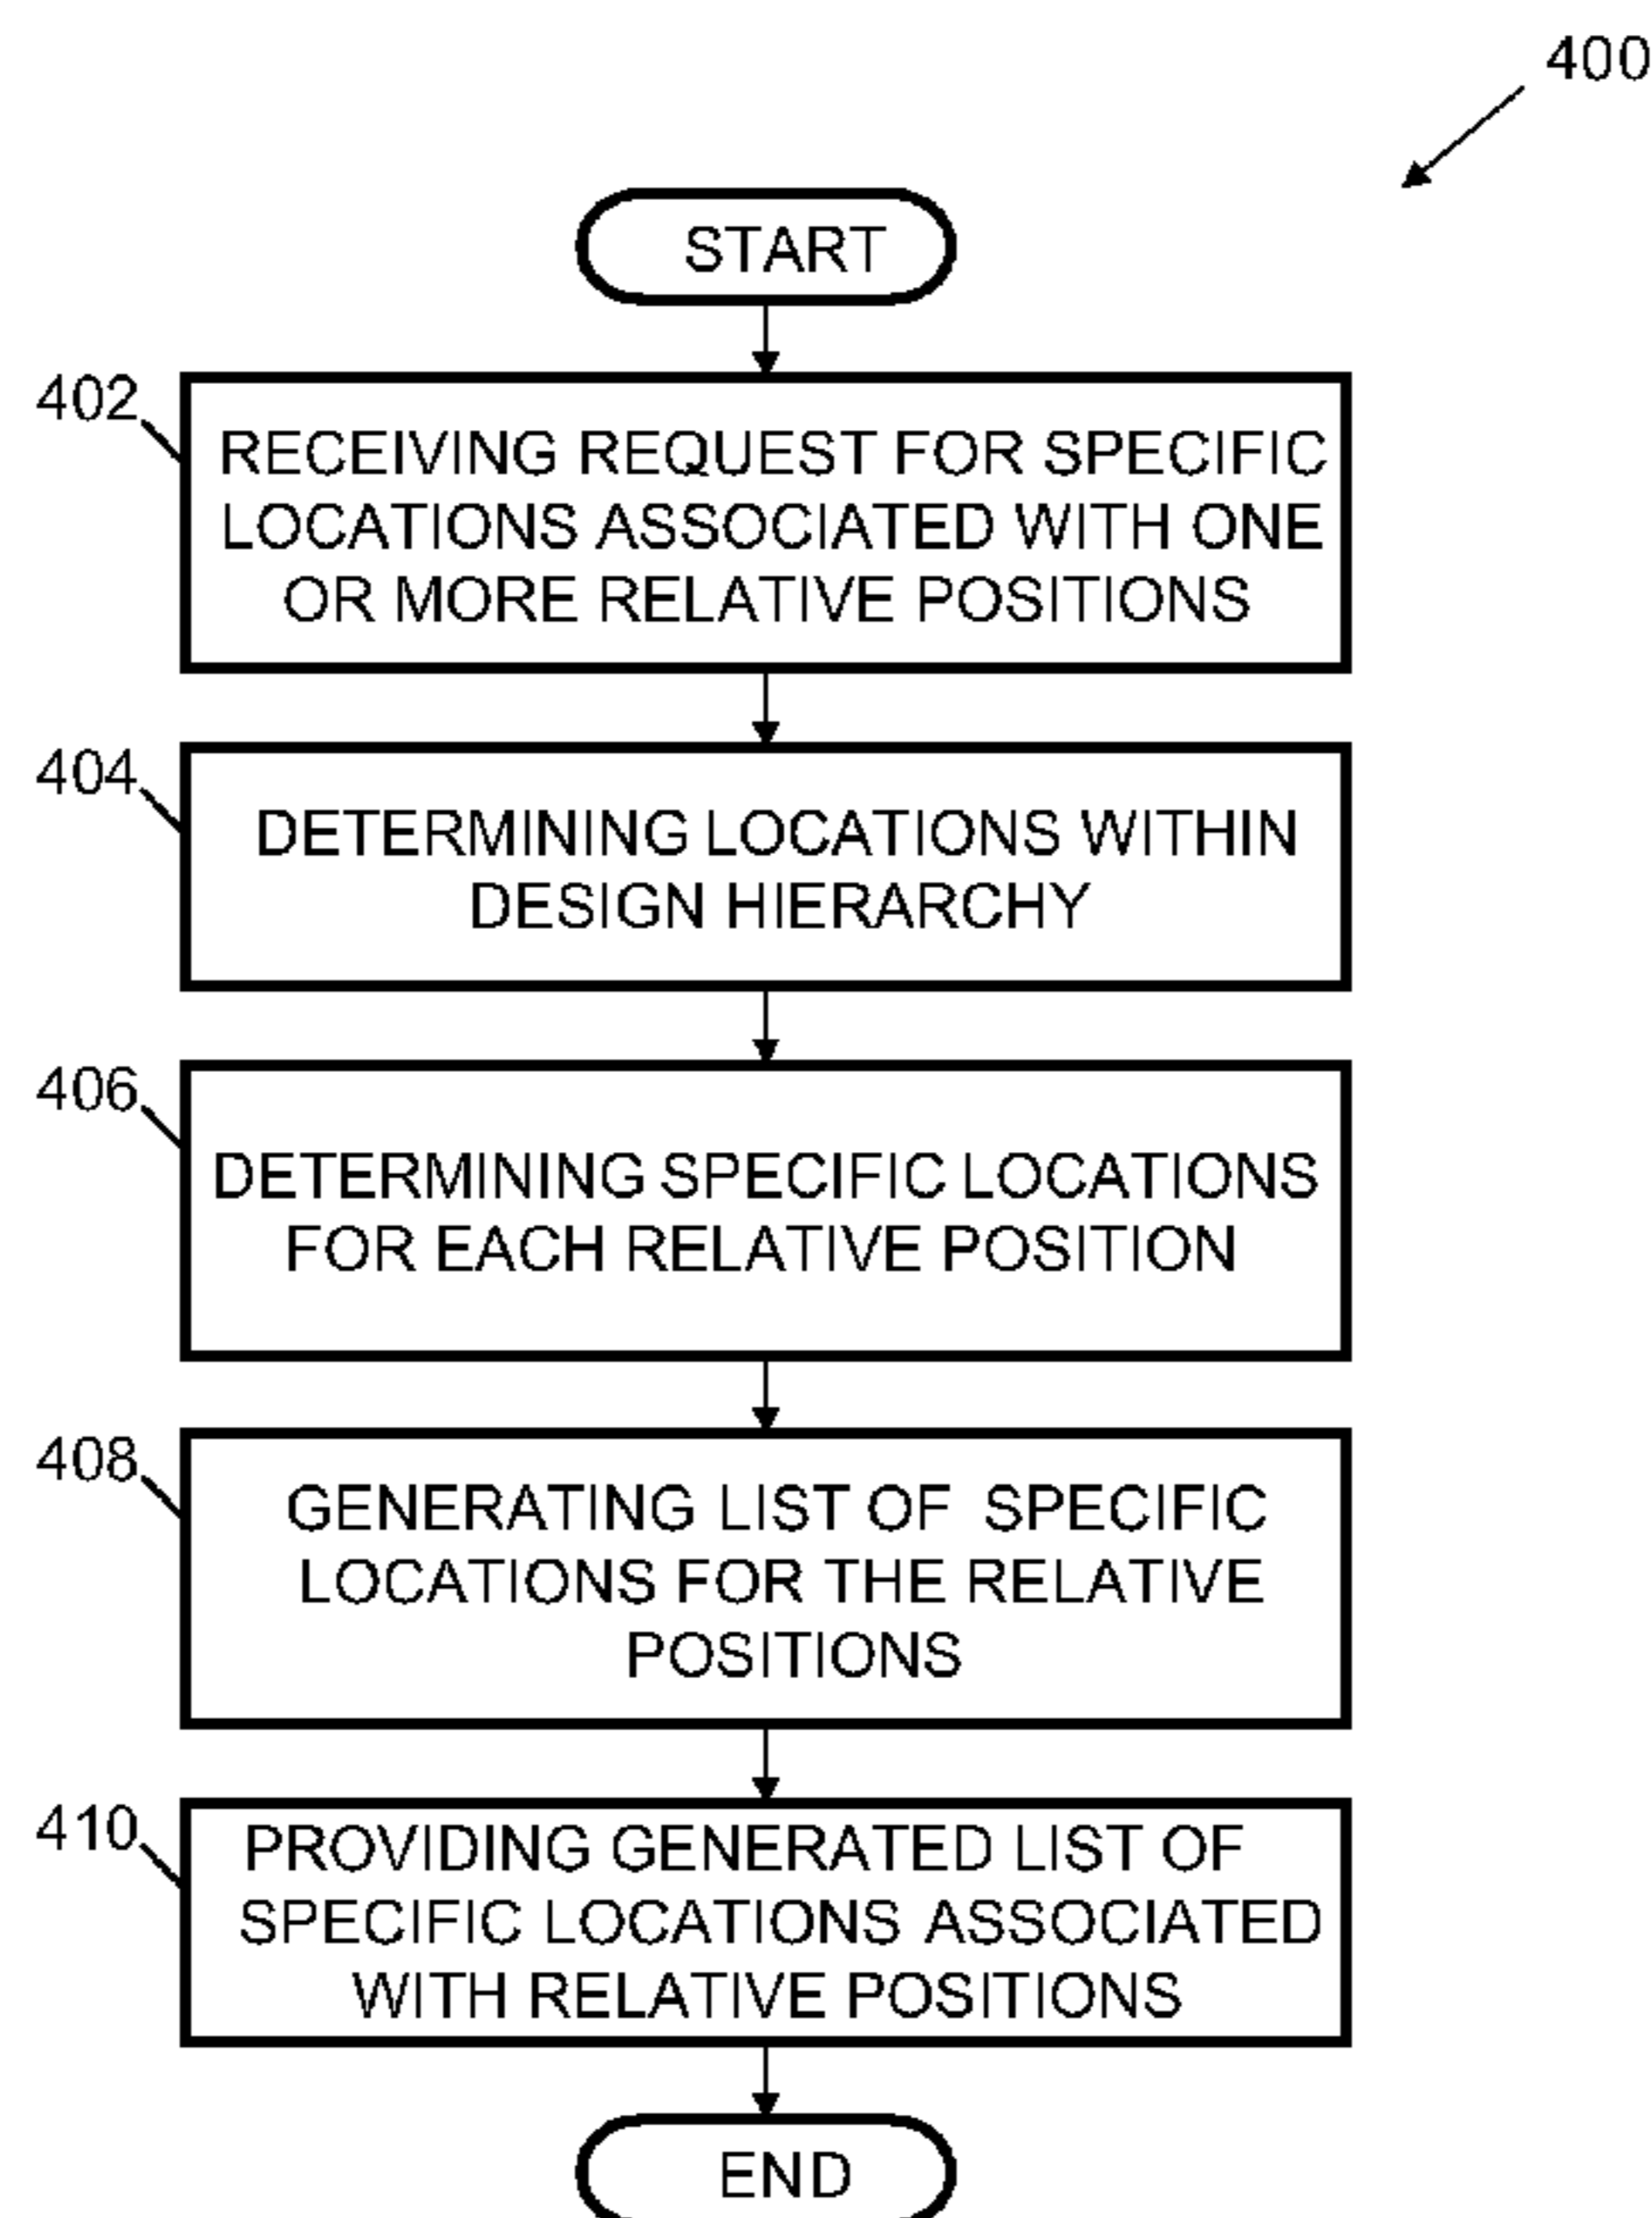 400
START
402
RECEIVING REQUEST FOR SPECIFIC
LOCATIONS ASSOCIATED WITH ONE
OR MORE RELATIVE POSITIONS
404
DETERMINING LOCATIONS WITHIN
DESIGN HIERARCHY
406
DETERMINING SPECIFIC LOCATIONS
FOR EACH RELATIVE POSITION
408
GENERATING LIST OF SPECIFIC
LOCATIONS FOR THE RELATIVE
POSITIONS
410
PROVIDING GENERATED LIST OF
SPECIFIC LOCATIONS ASSOCIATED
WITH RELATIVE POSITIONS
END